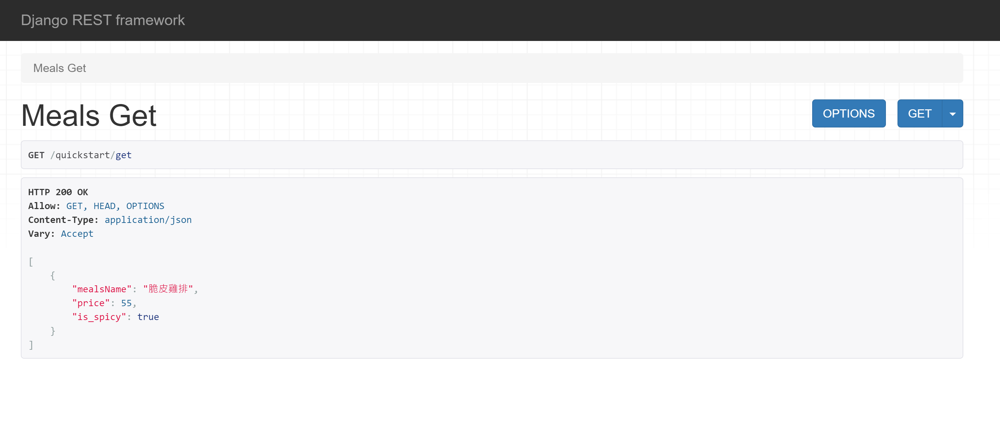 Django REST framework
Meals Get
Meals Get
OPTIONS
GET
GET /quickstart/get
HTTP 200 OK
Allow: GET, HEAD, OPTIONS
Content-Type: application/json
Vary: Accept
[
    {
        "mealsName": "脆皮雞排",
        "price": 55,
        "is_spicy": true
    }
]